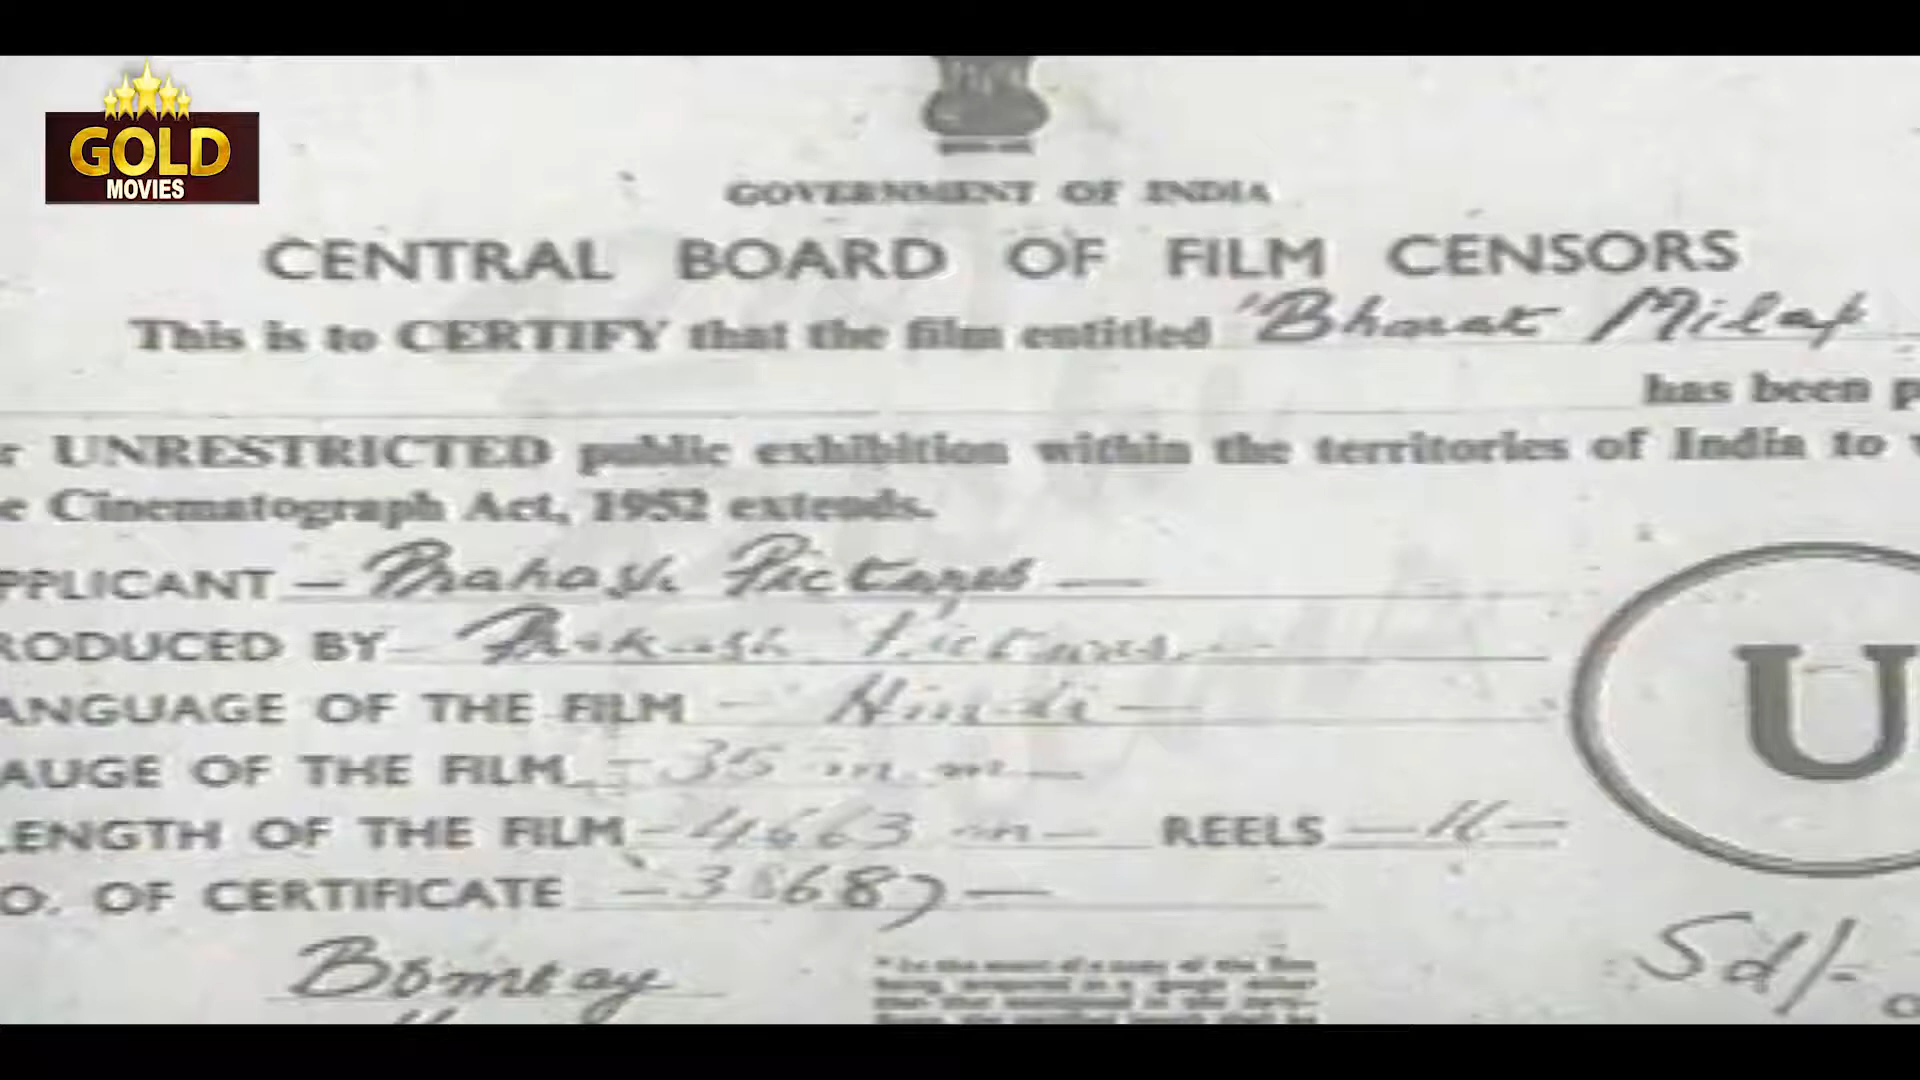 GOLD
MOVIES
GOVERNMENT OF INDIA
CENTRAL BOARD OF FILM CENSORS
This is to CERTIFY that the film entitled "Bharat Milap
has been p
r UNRESTRICTED public exhibition within the territories of India to
e Cinematograph Act, 1952 extends.
PPLICANT – Prakash Pictures –
RODUCED BY – Prakash Pictures –
ANGUAGE OF THE FILM – Hindi –
AUGE OF THE FILM – 35 m.m –
LENGTH OF THE FILM – 4663 m – REELS – 11 –
O. OF CERTIFICATE – 38687 –
Bombay
Sd/-
U